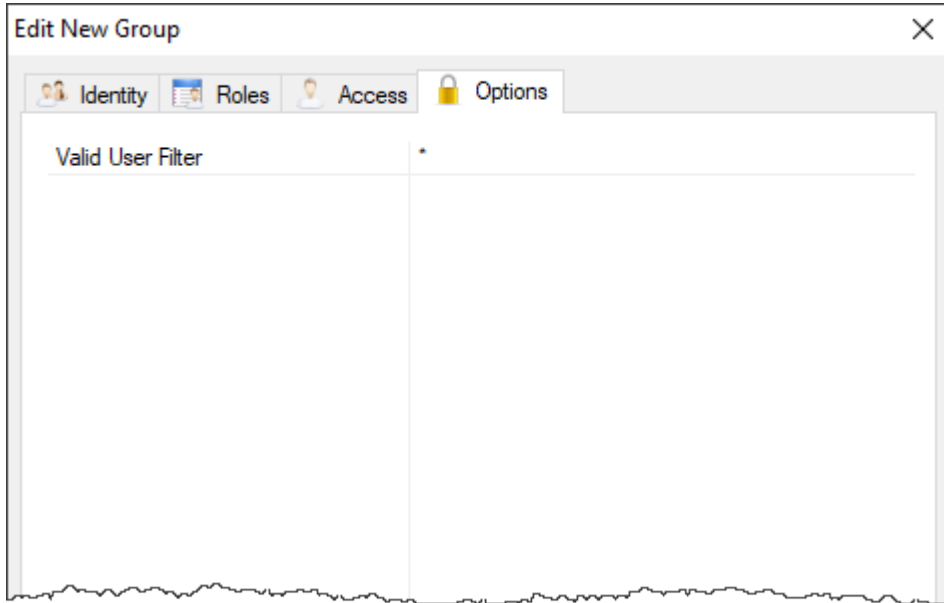 Edit New Group
Identity Roles Access Options
Valid User Filter *